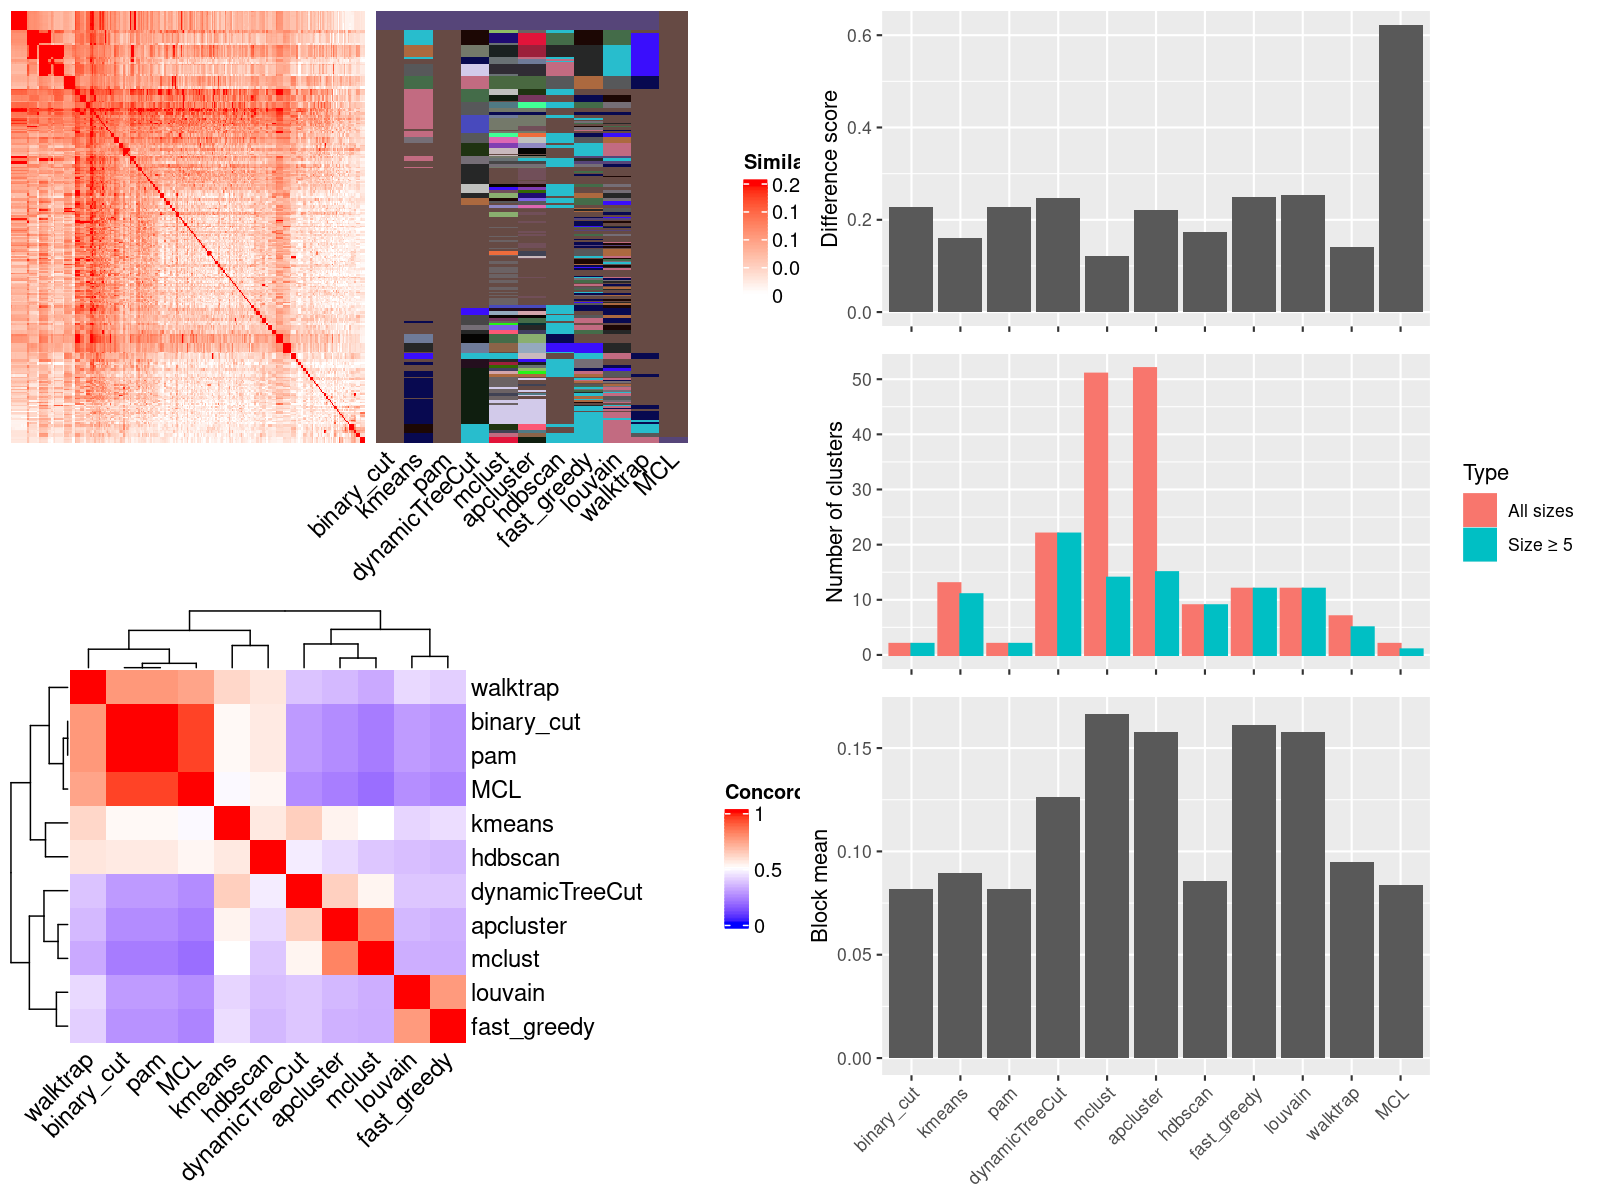 Simila
0.2
0.1
0.1
0.0
0
binary_cut
kmeans
pam
dynamicTreeCut
mclust
apcluster
hdbscan
fast_greedy
louvain
walktrap
MCL
Difference score
0.6
0.4
0.2
0.0
Number of clusters
50
40
30
20
10
0
Type
All sizes
Size ≥ 5
walktrap
binary_cut
pam
MCL
kmeans
hdbscan
dynamicTreeCut
apcluster
mclust
louvain
fast_greedy
walktrap
binary_cut
pam
MCL
kmeans
hdbscan
dynamicTreeCut
apcluster
mclust
louvain
fast_greedy
Concord
1
0.5
0
Block mean
0.15
0.10
0.05
0.00
binary_cut
kmeans
pam
dynamicTreeCut
mclust
apcluster
hdbscan
fast_greedy
louvain
walktrap
MCL